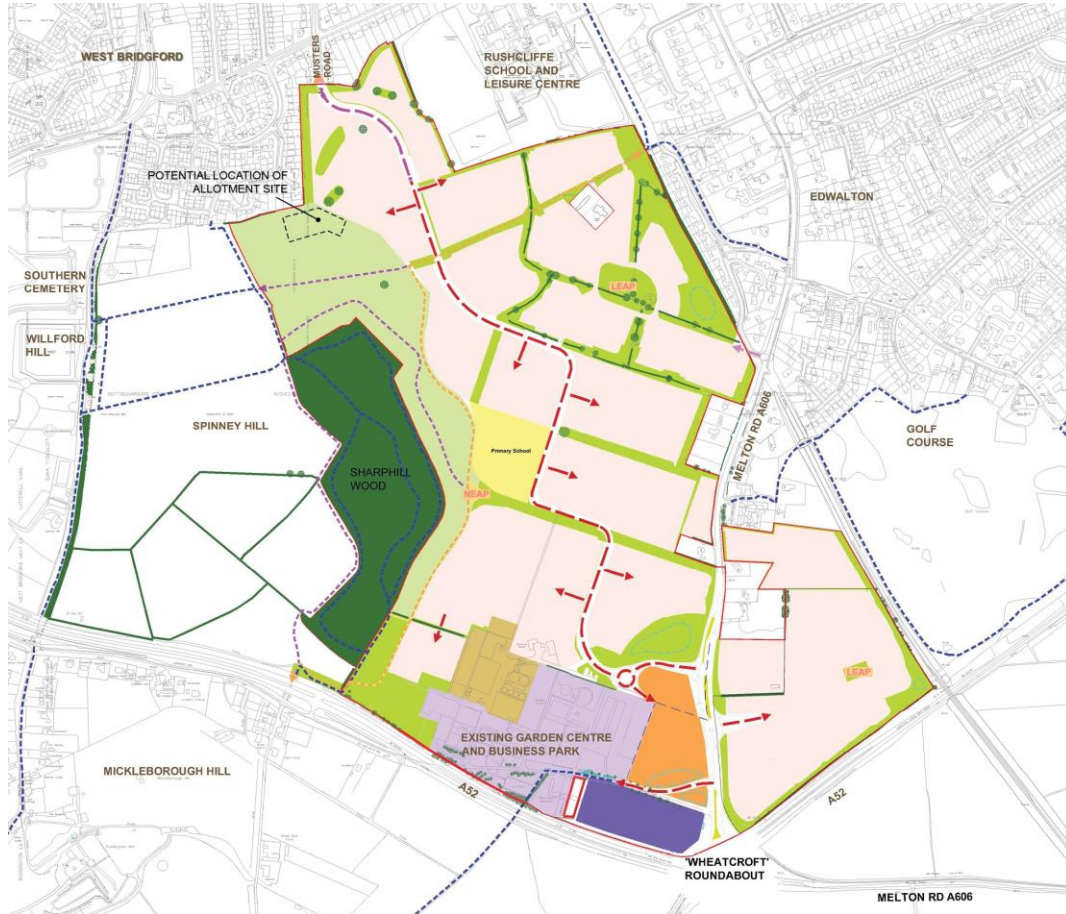 WEST BRIDGFORD
MUSTERS
ROAD
RUSHCLIFFE
SCHOOL AND
LEISURE CENTRE
POTENTIAL LOCATION OF
ALLOTMENT SITE
EDWALTON
SOUTHERN
CEMETERY
LEAP
WILLFORD
HILL
MELTON RD A606
GOLF
COURSE
SPINNEY HILL
Primary School
SHARPHILL
WOOD
NEAP
LEAP
EXISTING GARDEN CENTRE
AND BUSINESS PARK
MICKLEBOROUGH HILL
A52
A52
'WHEATCROFT'
ROUNDABOUT
MELTON RD A606